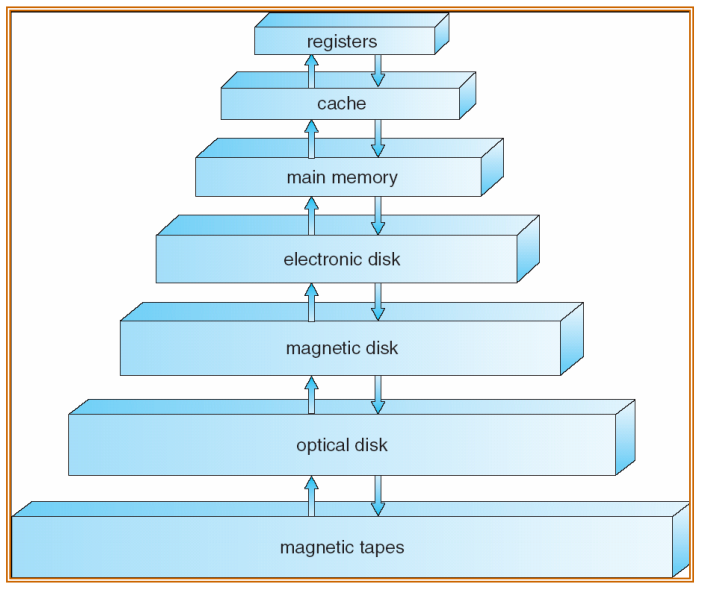 registers
cache
main memory
electronic disk
magnetic disk
optical disk
magnetic tapes